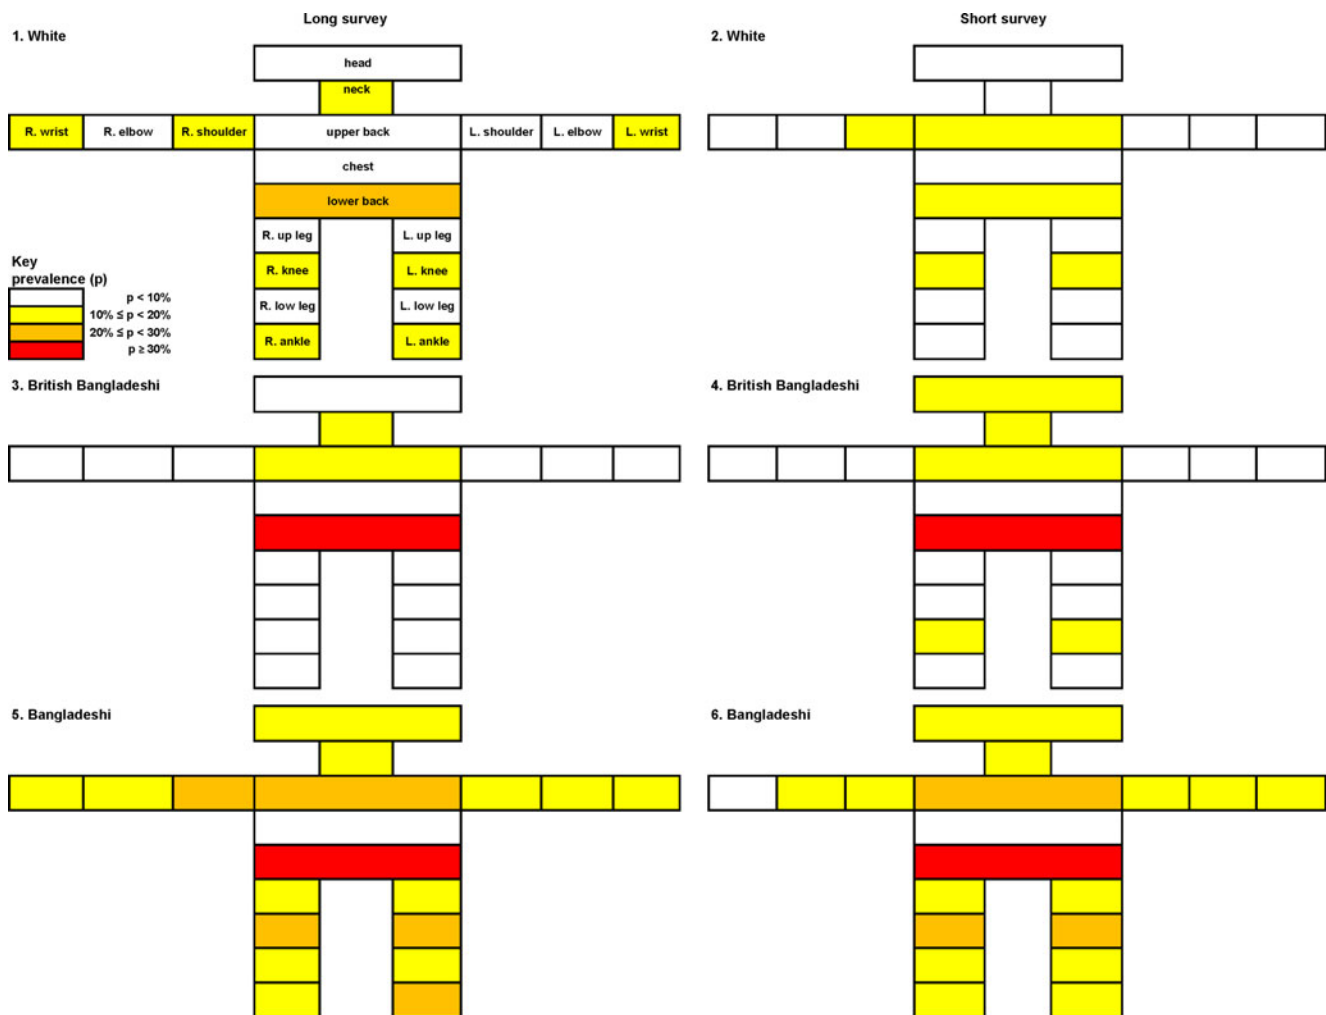 Long survey
Short survey
1. White
2. White
head
neck
R. wrist R. elbow R. shoulder upper back L. shoulder L. elbow L. wrist
chest
lower back
R. up leg L. up leg
R. knee L. knee
R. low leg L. low leg
R. ankle L. ankle
Key
prevalence (p)
p < 10%
10% ≤ p < 20%
20% ≤ p < 30%
p ≥ 30%
3. British Bangladeshi
4. British Bangladeshi
5. Bangladeshi
6. Bangladeshi